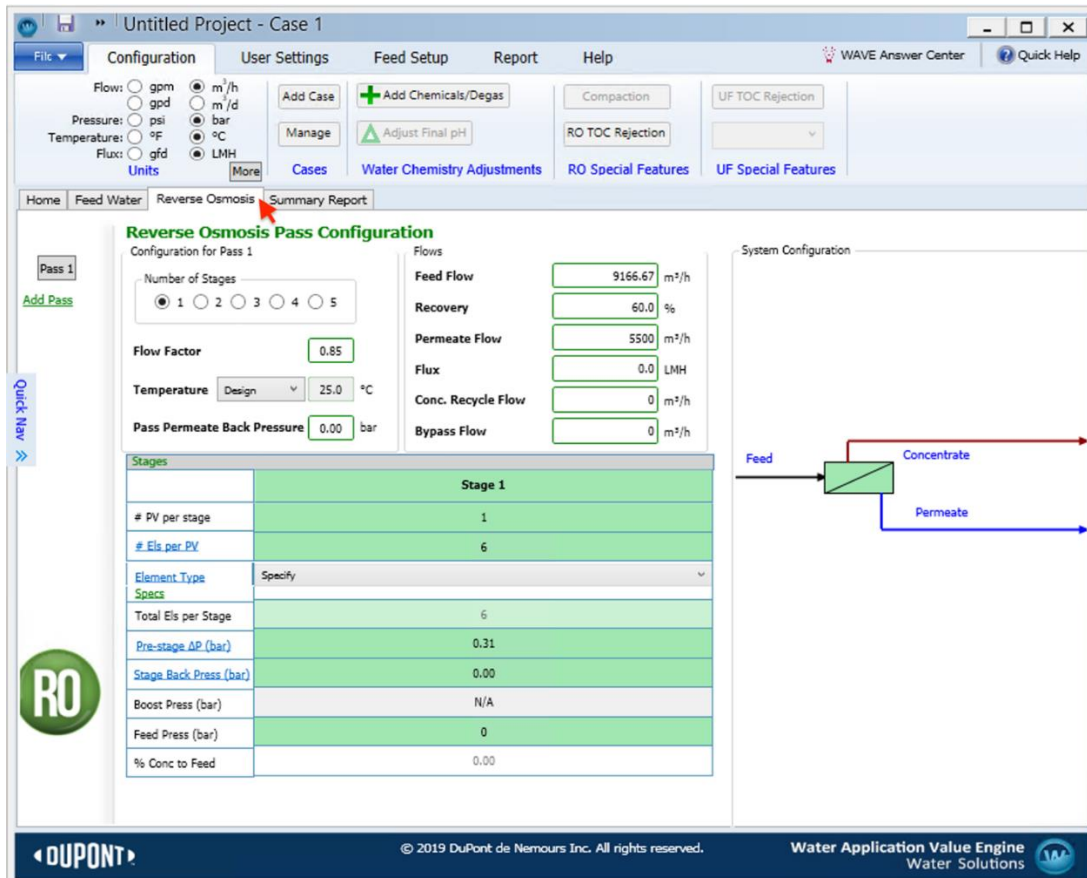 Untitled Project - Case 1
File Configuration User Settings Feed Setup Report Help WAVE Answer Center Quick Help
Flow: gpm m³/h
gpd m³/d
Pressure: psi bar
Temperature: °F °C
Flux: gfd LMH
Units More
Add Case
Manage
Cases
Add Chemicals/Degas
Adjust Final pH
Water Chemistry Adjustments
Compaction
RO TOC Rejection
RO Special Features
UF TOC Rejection
UF Special Features
Home Feed Water Reverse Osmosis Summary Report
Pass 1
Add Pass
Quick Nav
Reverse Osmosis Pass Configuration
Configuration for Pass 1
Number of Stages
1 2 3 4 5
Flow Factor 0.85
Temperature Design 25.0 °C
Pass Permeate Back Pressure 0.00 bar
Flows
Feed Flow 9166.67 m³/h
Recovery 60.0 %
Permeate Flow 5500 m³/h
Flux 0.0 LMH
Conc. Recycle Flow 0 m³/h
Bypass Flow 0 m³/h
System Configuration
Feed
Concentrate
Permeate
Stages
Stage 1
# PV per stage 1
# Els per PV 6
Element Type Specify
Specs
Total Els per Stage 6
Pre-stage ΔP (bar) 0.31
Stage Back Press (bar) 0.00
Boost Press (bar) N/A
Feed Press (bar) 0
% Conc to Feed 0.00
RO
DUPONT
© 2019 DuPont de Nemours Inc. All rights reserved.
Water Application Value Engine
Water Solutions